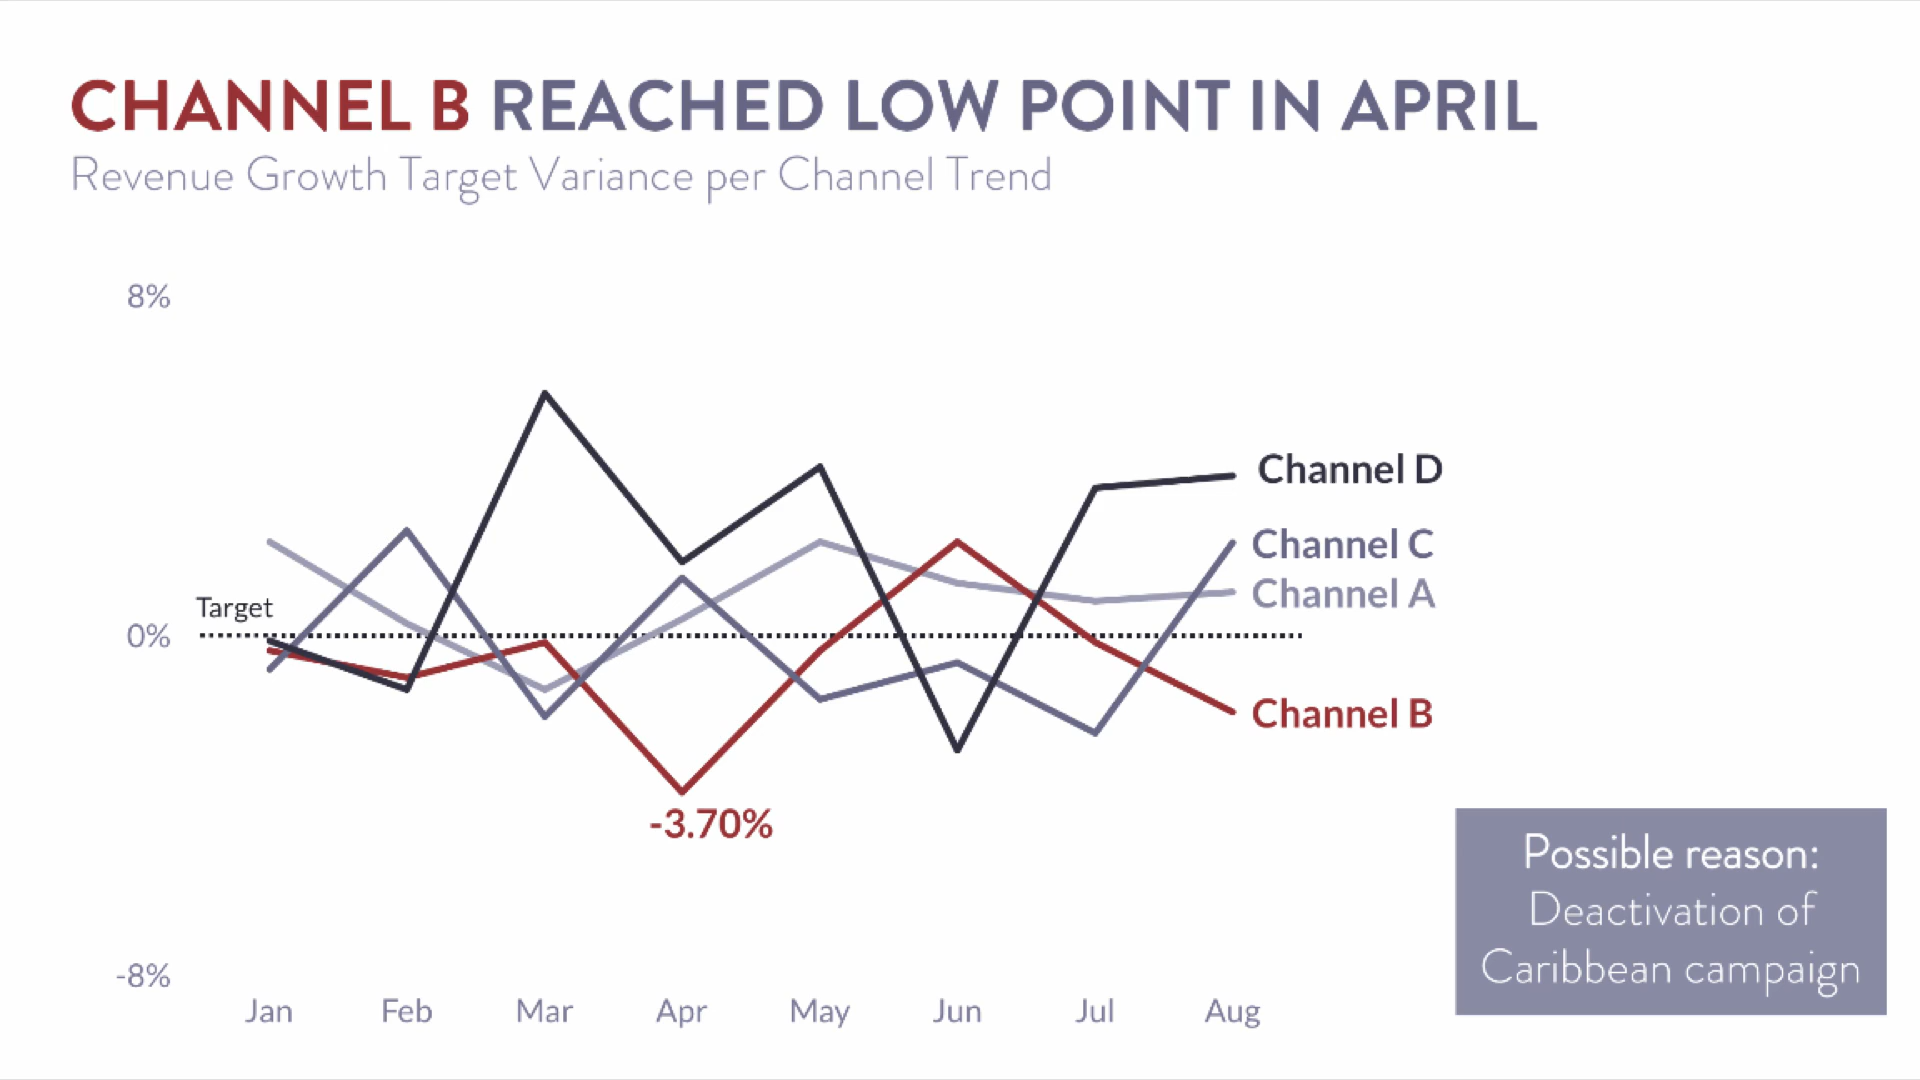 CHANNEL B REACHED LOW POINT IN APRIL
Revenue Growth Target Variance per Channel Trend
8%
Channel D
Channel C
Channel A
Target
0%
Channel B
-3.70%
Possible reason:
Deactivation of
Caribbean campaign
-8%
Jan Feb Mar Apr May Jun Jul Aug